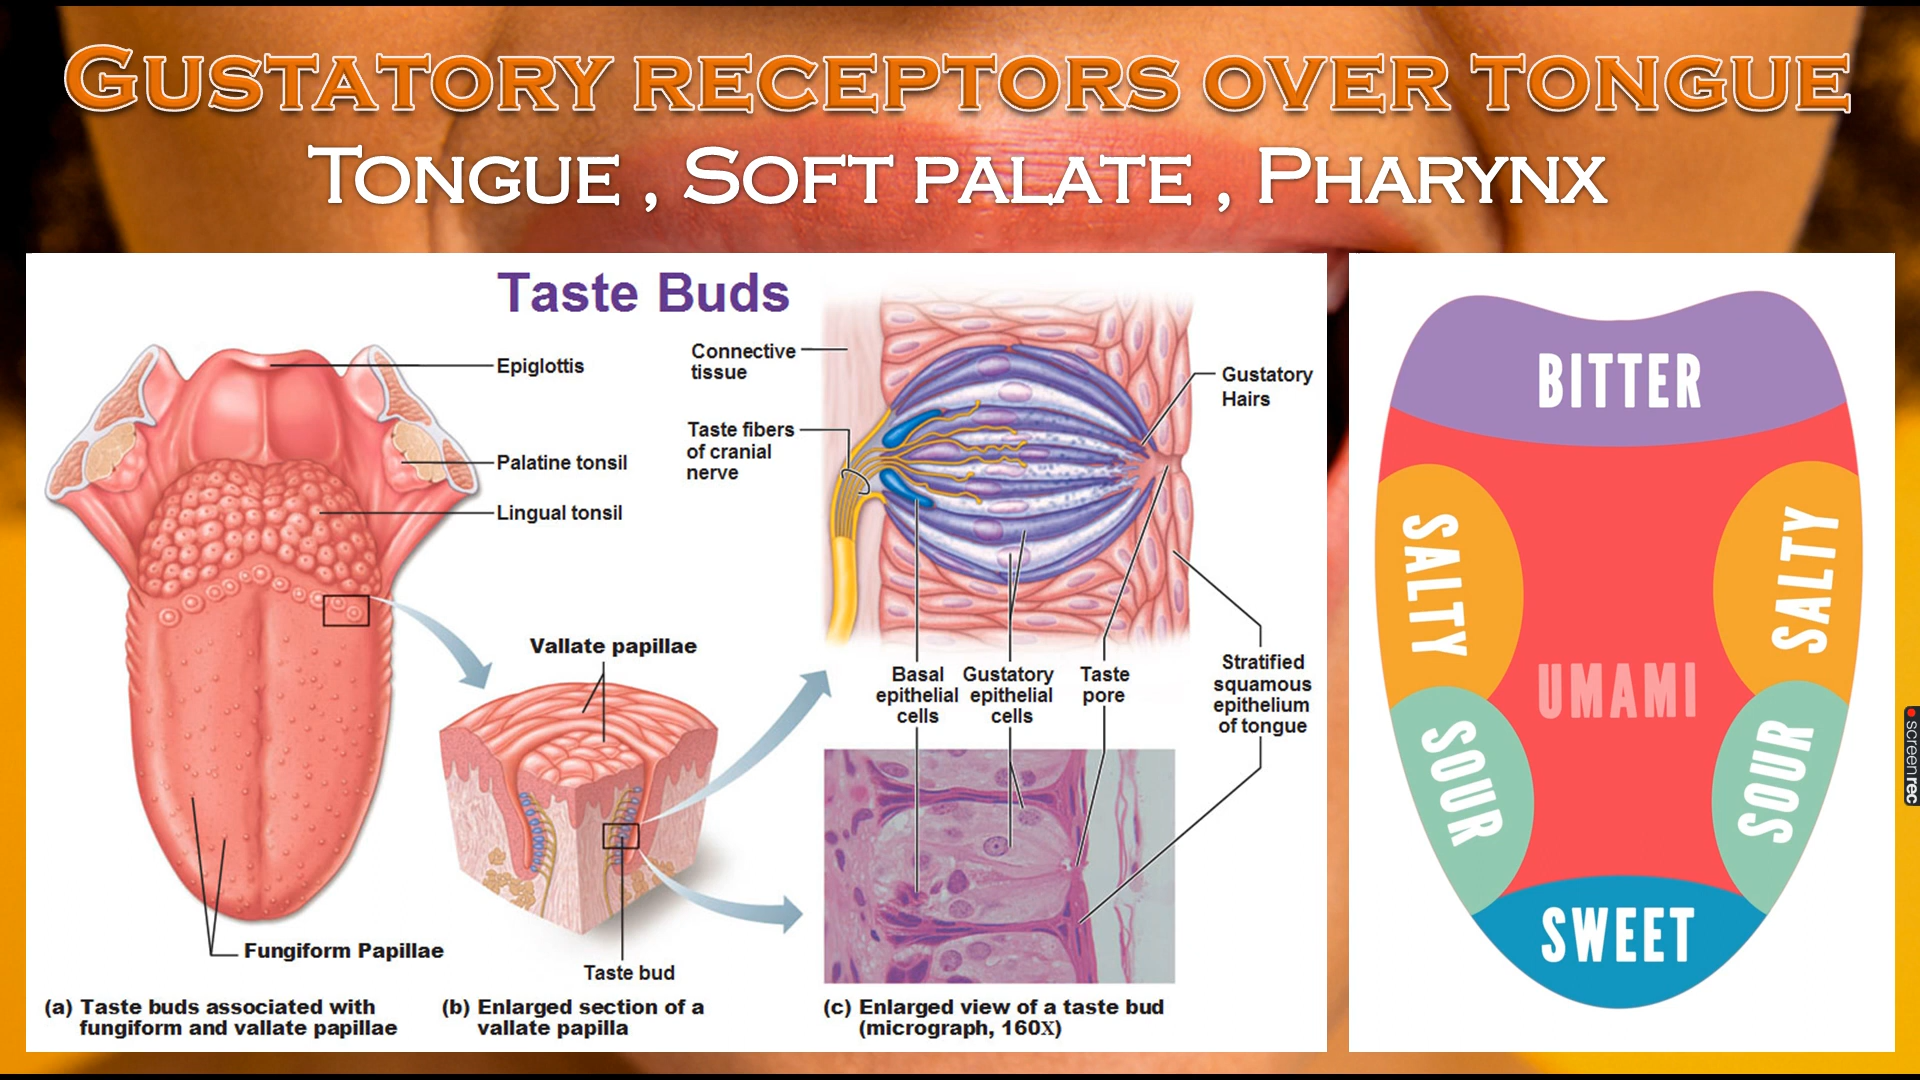 GUSTATORY RECEPTORS OVER TONGUE
TONGUE , SOFT PALATE , PHARYNX
Taste Buds
Epiglottis
Palatine tonsil
Lingual tonsil
Fungiform Papillae
(a) Taste buds associated with
fungiform and vallate papillae
Vallate papillae
Taste bud
(b) Enlarged section of a
vallate papilla
Connective
tissue
Taste fibers
of cranial
nerve
Gustatory
Hairs
Basal
epithelial
cells
Gustatory
epithelial
cells
Taste
pore
Stratified
squamous
epithelium
of tongue
(c) Enlarged view of a taste bud
(micrograph, 160X)
BITTER
SALTY
SALTY
UMAMI
SOUR
SOUR
SWEET
screenrec